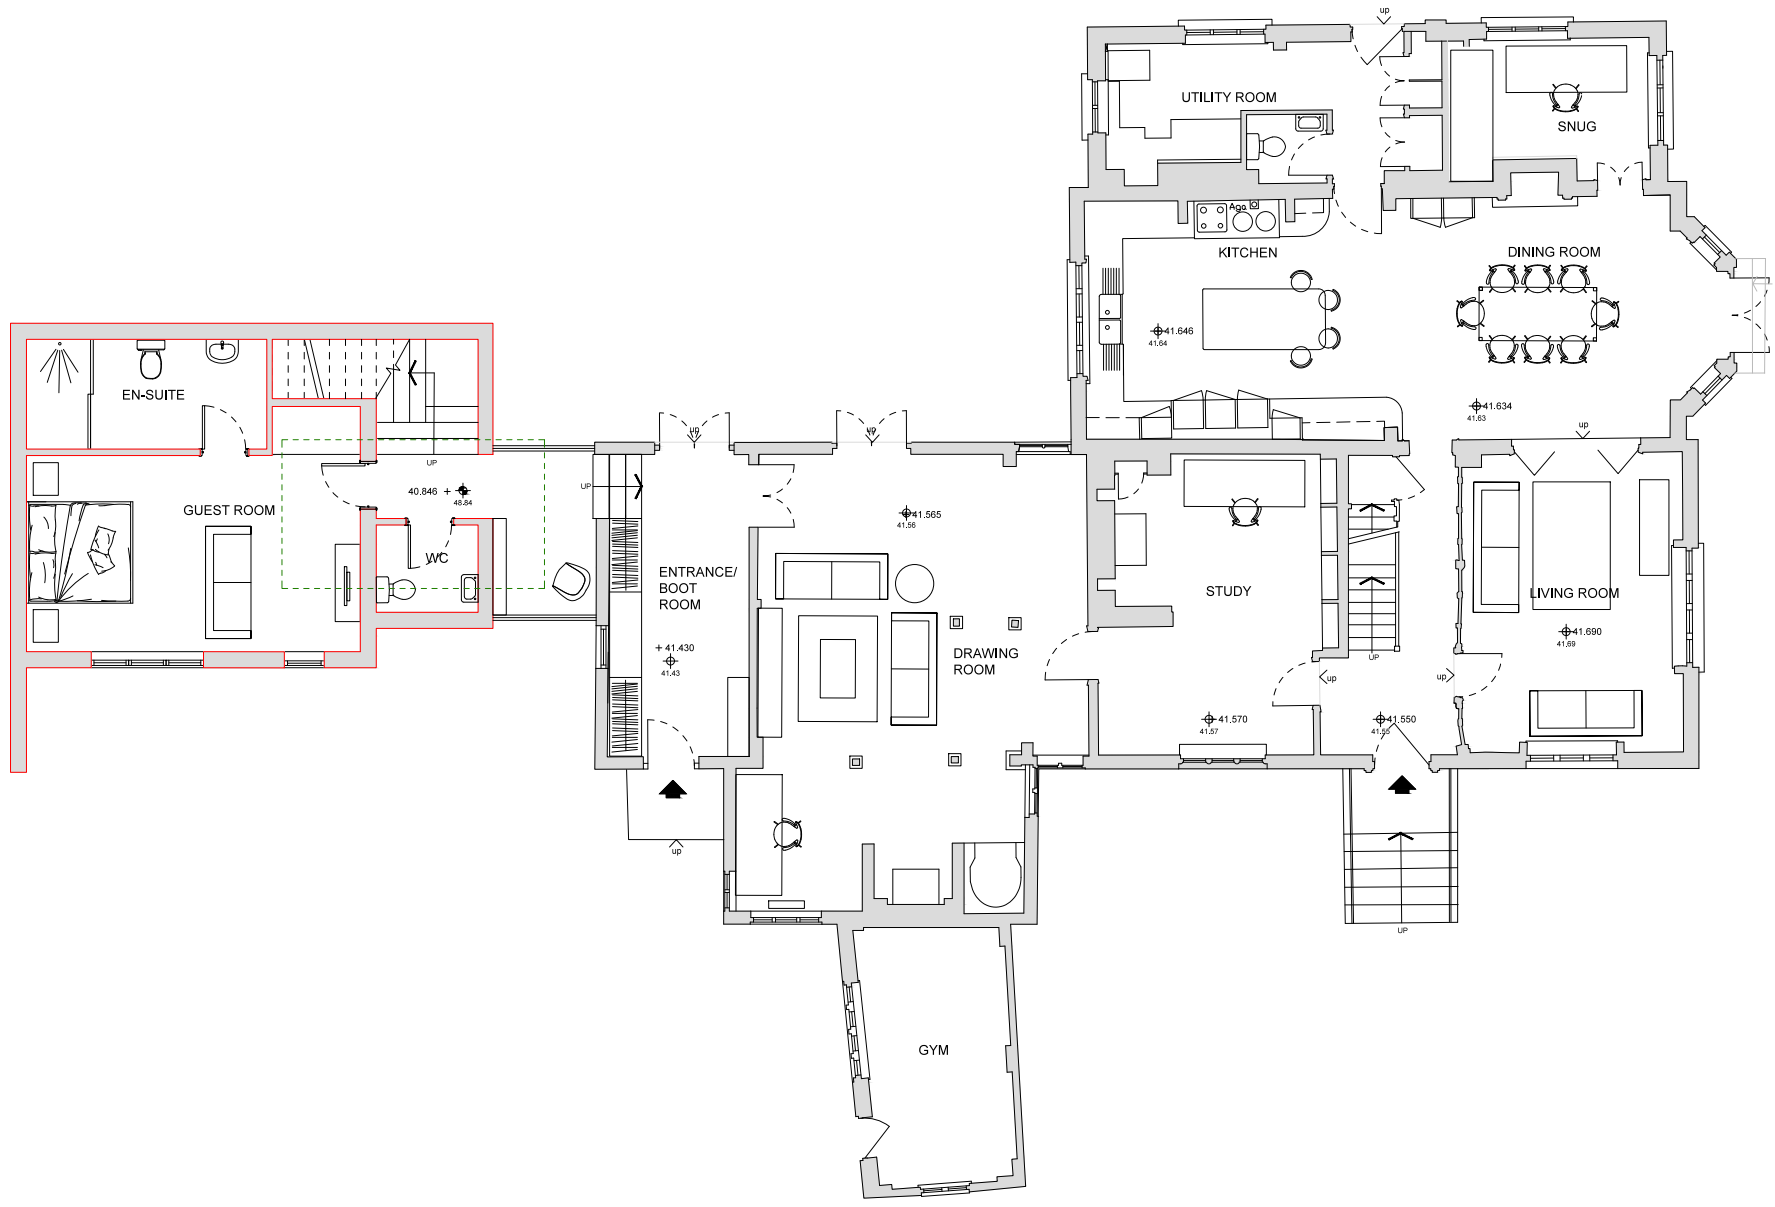 up
UTILITY ROOM
SNUG
Aga
KITCHEN
DINING ROOM
41.646
41.64
41.634
41.63
EN-SUITE
up
up
up
UP
UP
40.846
48.84
GUEST ROOM
WC
41.565
41.56
ENTRANCE/
BOOT
ROOM
STUDY
LIVING ROOM
41.690
41.69
41.430
41.43
DRAWING
ROOM
UP
up
up
41.570
41.57
41.550
41.55
up
UP
GYM